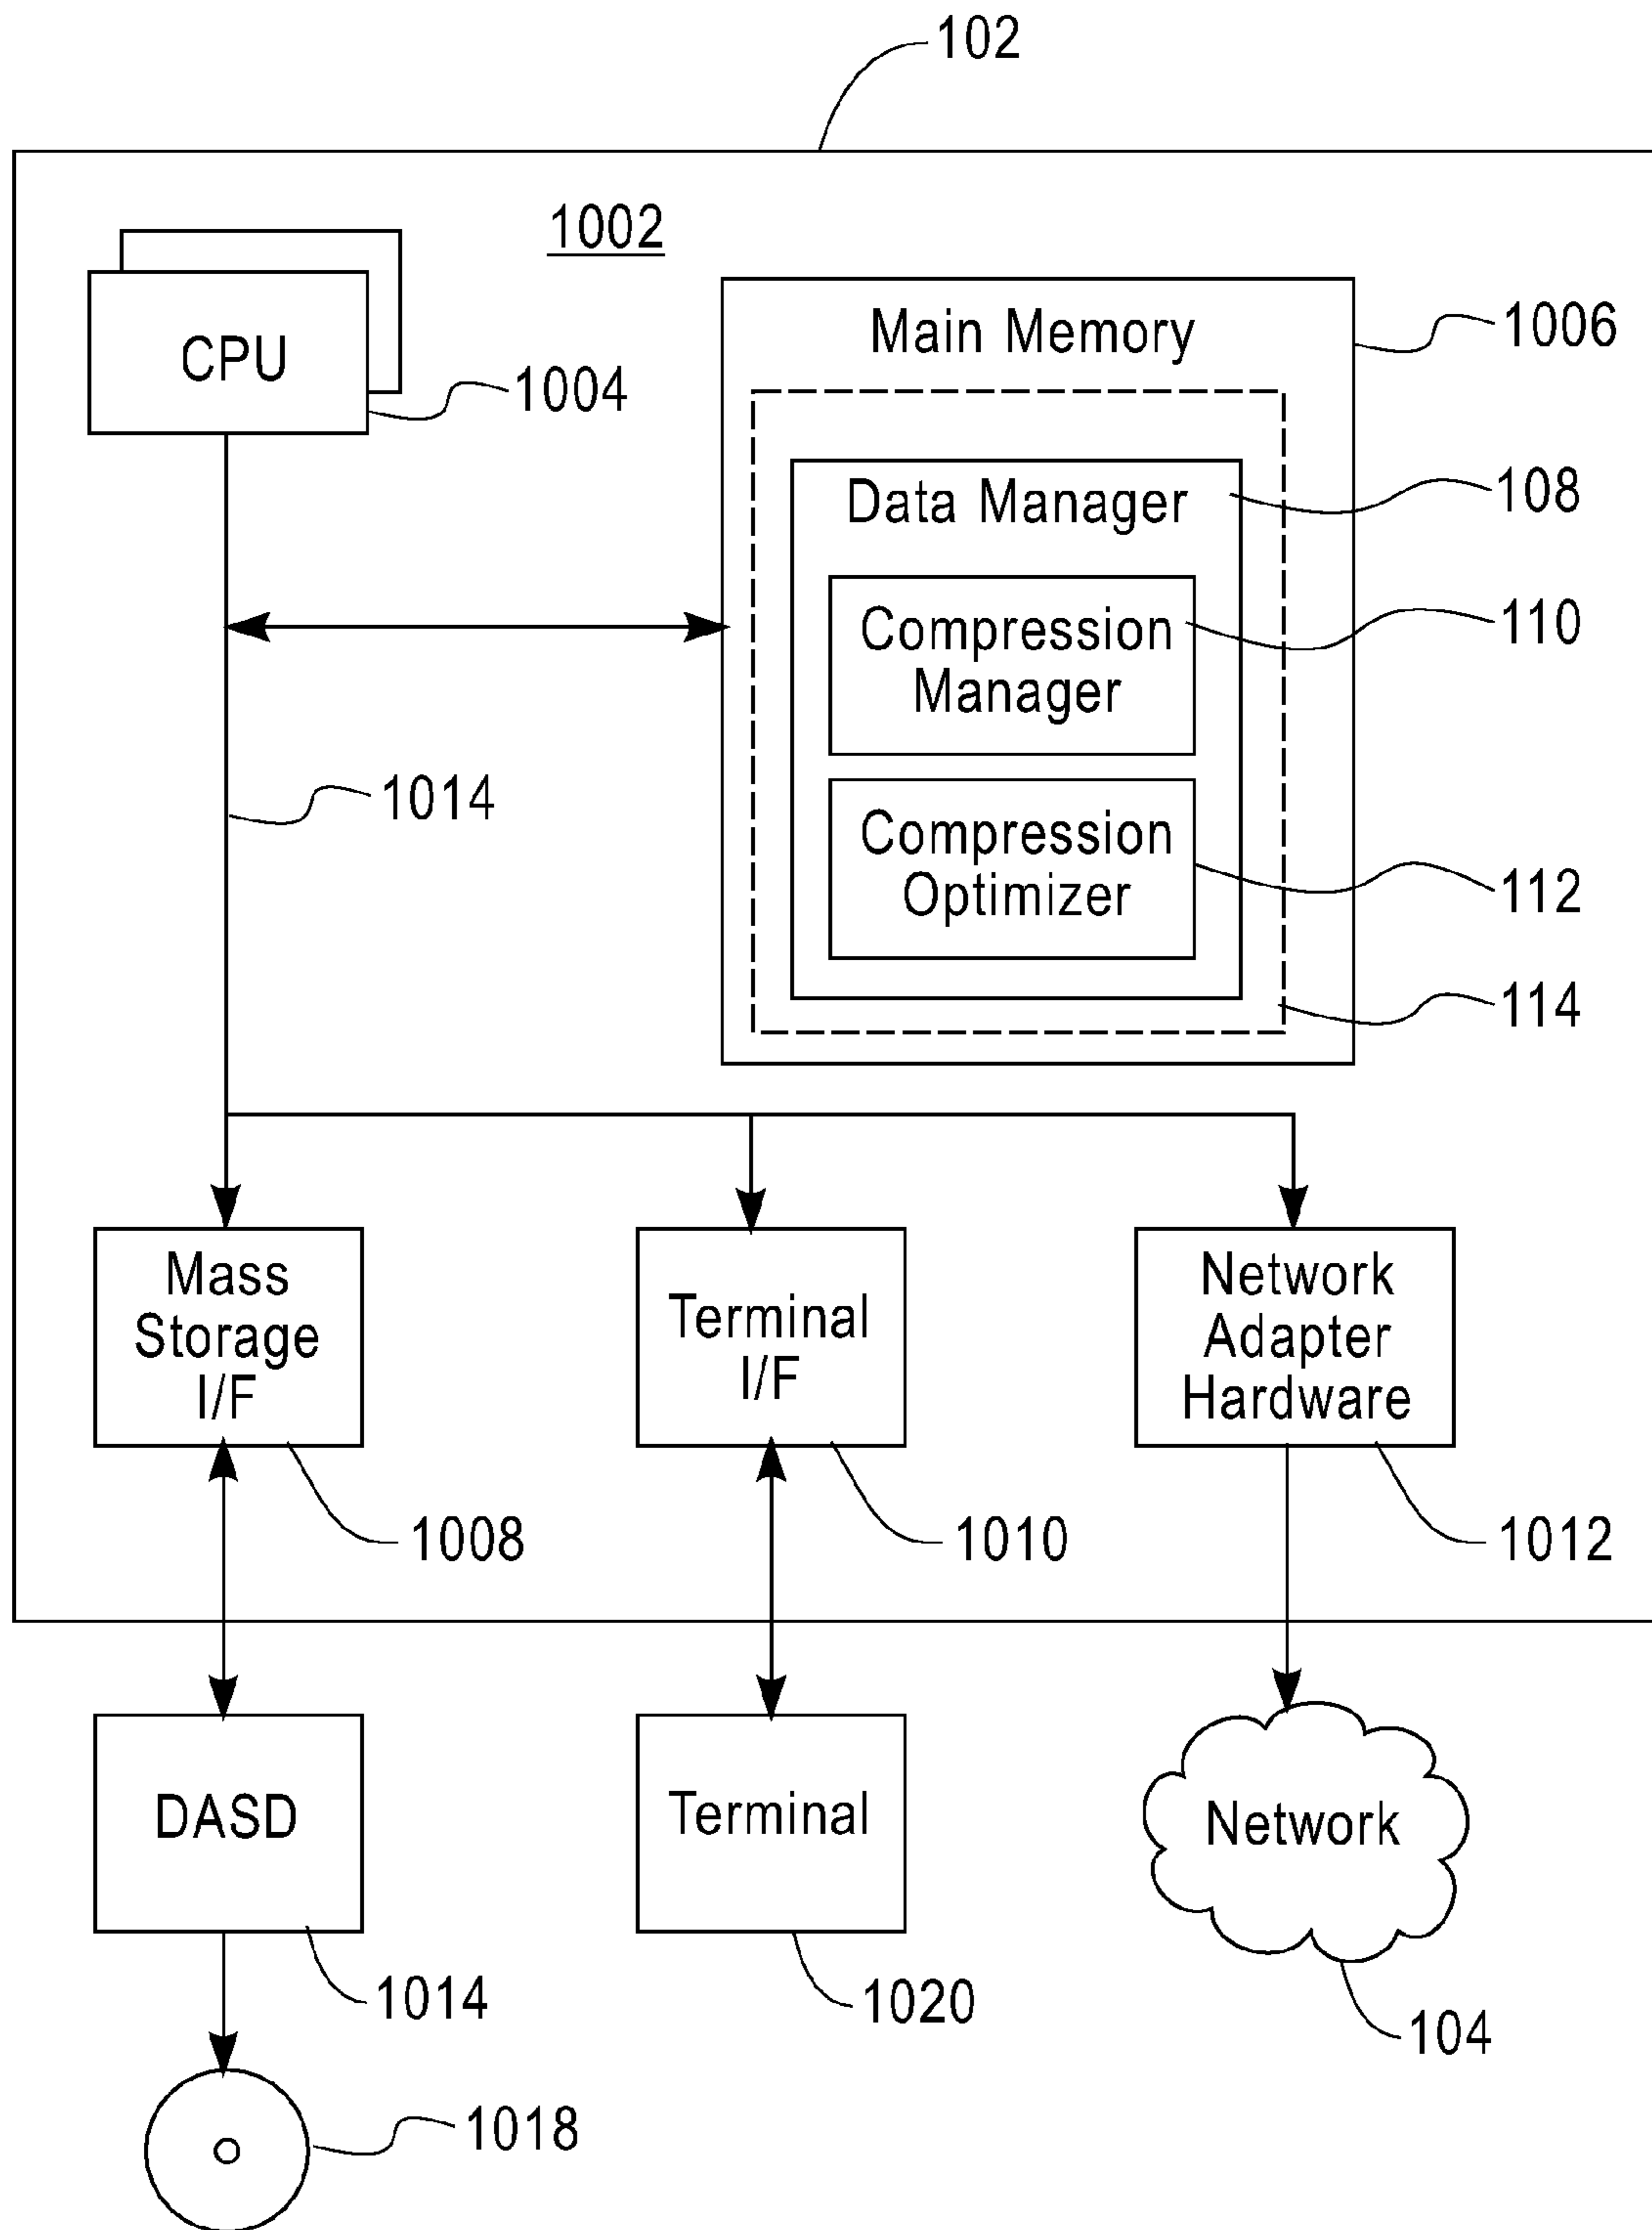 102
1002
CPU
1004
Main Memory
1006
Data Manager
108
Compression
Manager
110
Compression
Optimizer
112
114
1014
Mass
Storage
I/F
1008
Terminal
I/F
1010
Network
Adapter
Hardware
1012
DASD
1014
Terminal
1020
Network
104
1018